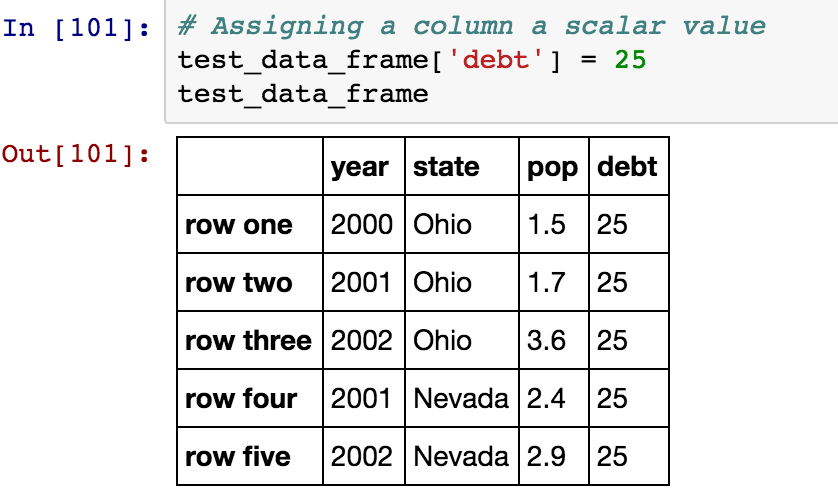 In [101]: # Assigning a column a scalar value
test_data_frame['debt'] = 25
test_data_frame
Out[101]:
year state pop debt
row one 2000 Ohio 1.5 25
row two 2001 Ohio 1.7 25
row three 2002 Ohio 3.6 25
row four 2001 Nevada 2.4 25
row five 2002 Nevada 2.9 25